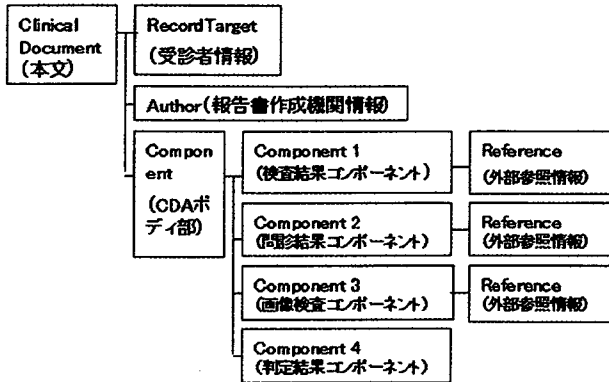 Clinical
Document
(本文)
RecordTarget
(受診者情報)
Author(報告書作成機関情報)
Compon
ent
(CDAボ
ディ部)
Component 1
(検査結果コンポーネント)
Reference
(外部参照情報)
Component 2
(問診結果コンポーネント)
Reference
(外部参照情報)
Component 3
(画像検査コンポーネント)
Reference
(外部参照情報)
Component 4
(判定結果コンポーネント)